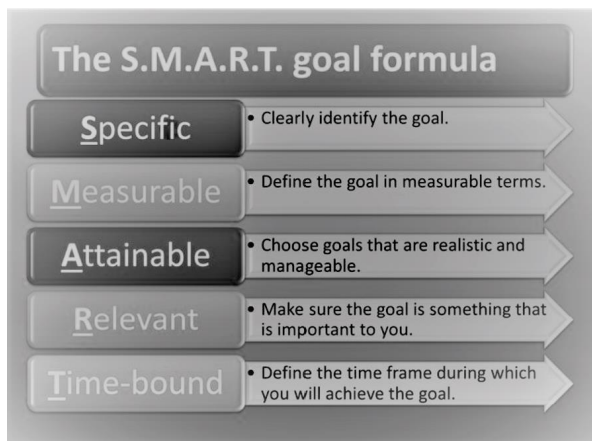 The S.M.A.R.T. goal formula
Specific
• Clearly identify the goal.
Measurable
• Define the goal in measurable terms.
Attainable
• Choose goals that are realistic and
manageable.
Relevant
• Make sure the goal is something that
is important to you.
Time-bound
• Define the time frame during which
you will achieve the goal.